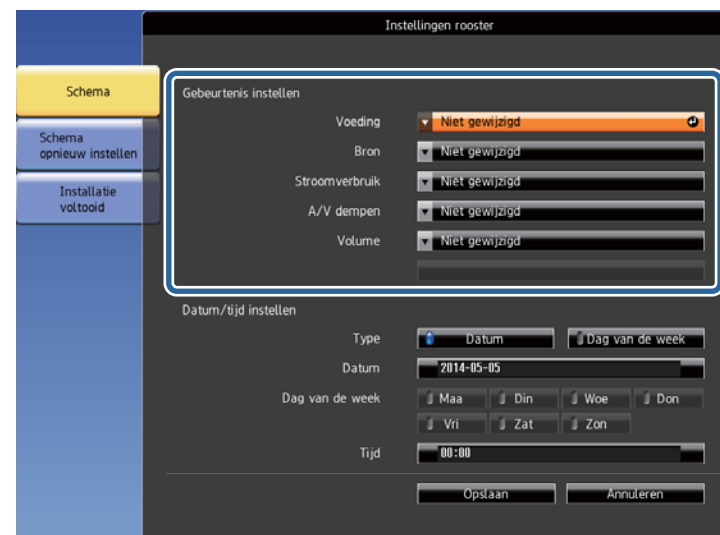 Instellingen rooster
Schema
Schema
opnieuw instellen
Installatie
voltooid
Gebeurtenis instellen
Voeding Niet gewijzigd
Bron Niet gewijzigd
Stroomverbruik Niet gewijzigd
A/V dempen Niet gewijzigd
Volume Niet gewijzigd
Datum/tijd instellen
Type Datum Dag van de week
Datum 2014-05-05
Dag van de week Maa Din Woe Don
Vri Zat Zon
Tijd 00:00
Opslaan Annuleren